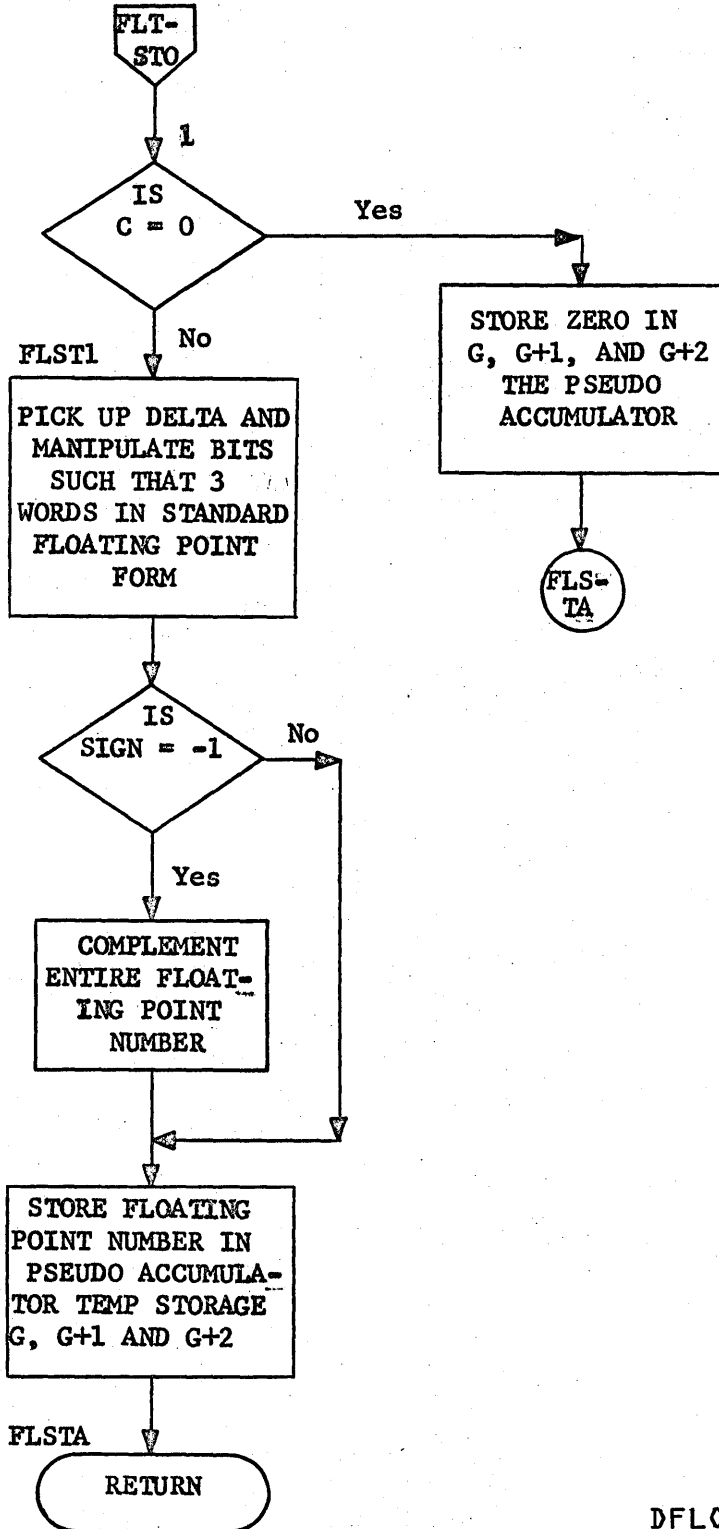 FLT-
STO
1
IS
C = 0
Yes
No
STORE ZERO IN
G, G+1, AND G+2
THE PSEUDO
ACCUMULATOR
FLS-
TA
FLST1
PICK UP DELTA AND
MANIPULATE BITS
SUCH THAT 3
WORDS IN STANDARD
FLOATING POINT
FORM
IS
SIGN = -1
No
Yes
COMPLEMENT
ENTIRE FLOAT-
ING POINT
NUMBER
STORE FLOATING
POINT NUMBER IN
PSEUDO ACCUMULA-
TOR TEMP STORAGE
G, G+1 AND G+2
FLSTA
RETURN